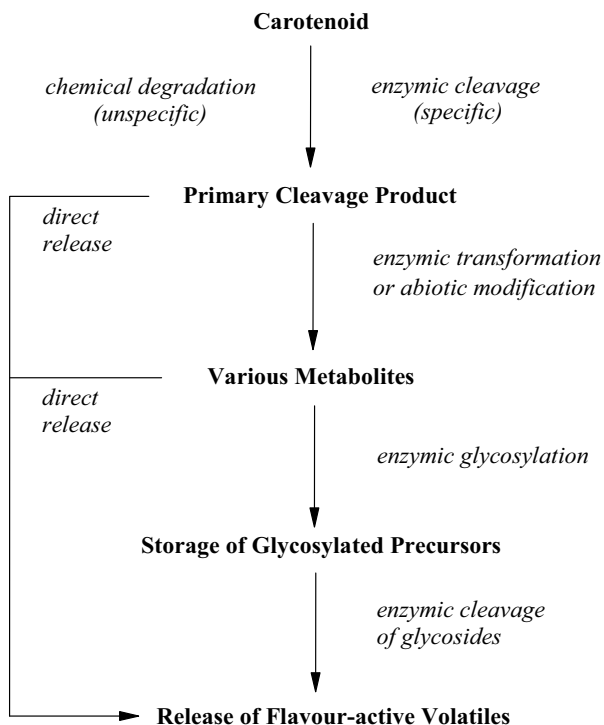 Carotenoid
chemical degradation
(unspecific)
enzymic cleavage
(specific)
Primary Cleavage Product
direct
release
enzymic transformation
or abiotic modification
Various Metabolites
direct
release
enzymic glycosylation
Storage of Glycosylated Precursors
enzymic cleavage
of glycosides
Release of Flavour-active Volatiles